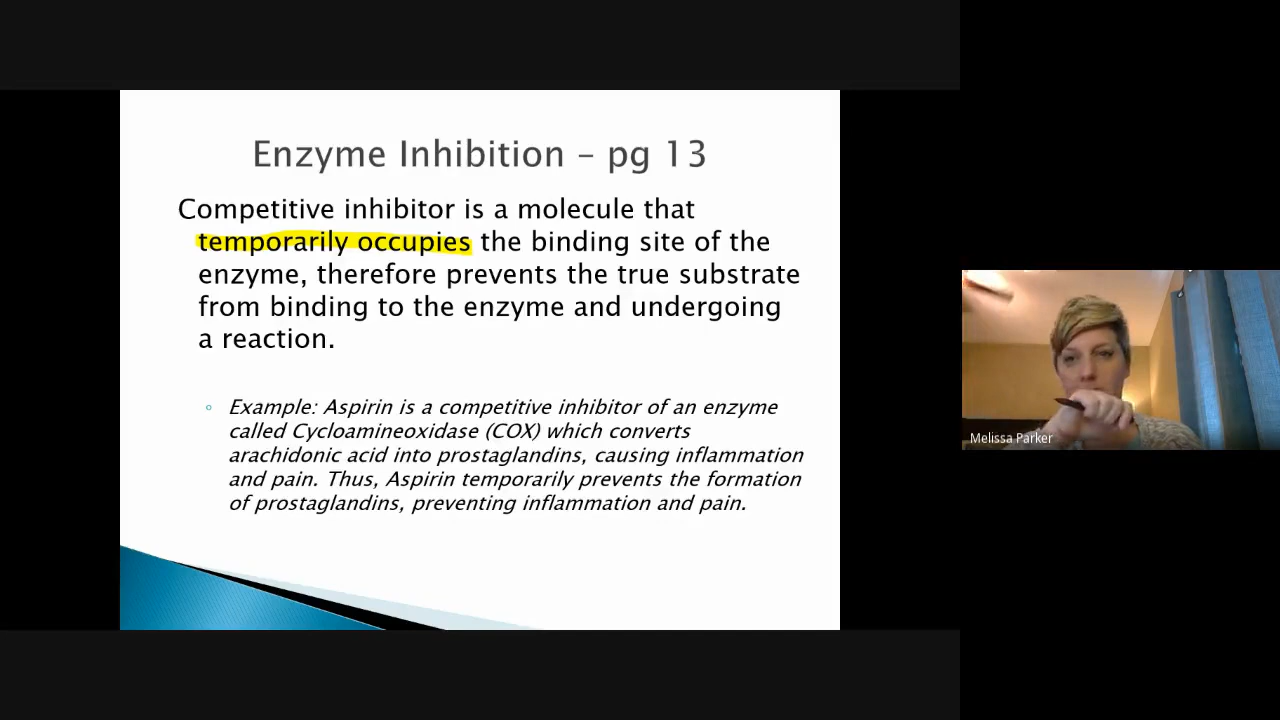 Enzyme Inhibition – pg 13
Competitive inhibitor is a molecule that
temporarily occupies the binding site of the
enzyme, therefore prevents the true substrate
from binding to the enzyme and undergoing
a reaction.
Example: Aspirin is a competitive inhibitor of an enzyme
called Cycloamineoxidase (COX) which converts
arachidonic acid into prostaglandins, causing inflammation
and pain. Thus, Aspirin temporarily prevents the formation
of prostaglandins, preventing inflammation and pain.
Melissa Parker